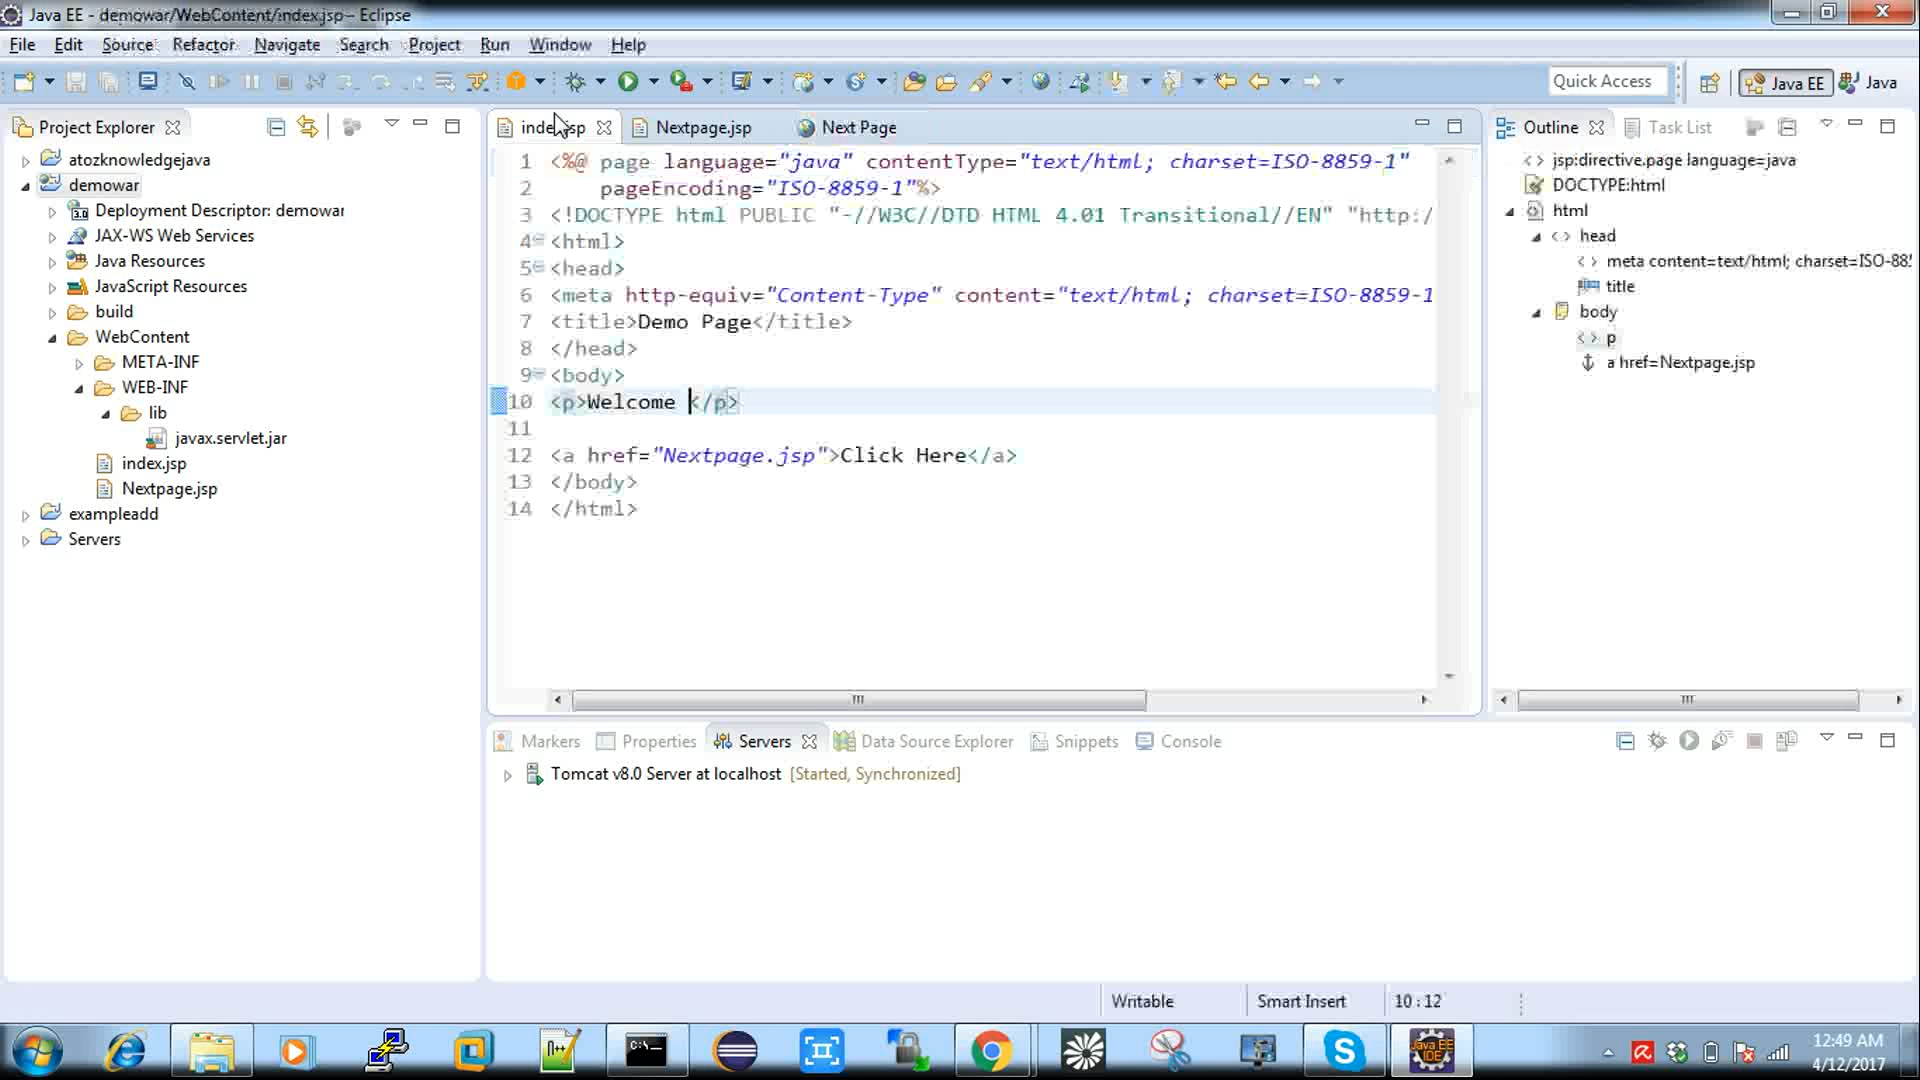 Java EE - demowar/WebContent/index.jsp - Eclipse
File Edit Source Refactor Navigate Search Project Run Window Help
Quick Access
Java EE
Java
Project Explorer
atozknowledgejava
demowar
3.0 Deployment Descriptor: demowar
JAX-WS Web Services
Java Resources
JavaScript Resources
build
WebContent
META-INF
WEB-INF
lib
javax.servlet.jar
index.jsp
Nextpage.jsp
exampleadd
Servers
index.jsp Nextpage.jsp Next Page
1 <%@ page language="java" contentType="text/html; charset=ISO-8859-1"
2 pageEncoding="ISO-8859-1"%>
3 <!DOCTYPE html PUBLIC "-//W3C//DTD HTML 4.01 Transitional//EN" "http:/
4 <html>
5 <head>
6 <meta http-equiv="Content-Type" content="text/html; charset=ISO-8859-1
7 <title>Demo Page</title>
8 </head>
9 <body>
10 <p>Welcome </p>
11
12 <a href="Nextpage.jsp">Click Here</a>
13 </body>
14 </html>
Outline Task List
jsp:directive.page language=java
DOCTYPE:html
html
head
meta content=text/html; charset=ISO-885
title
body
p
a href=Nextpage.jsp
Markers Properties Servers Data Source Explorer Snippets Console
Tomcat v8.0 Server at localhost [Started, Synchronized]
Writable Smart Insert 10 : 12
C:\
N++
Java EE
IDE
12:49 AM
4/12/2017